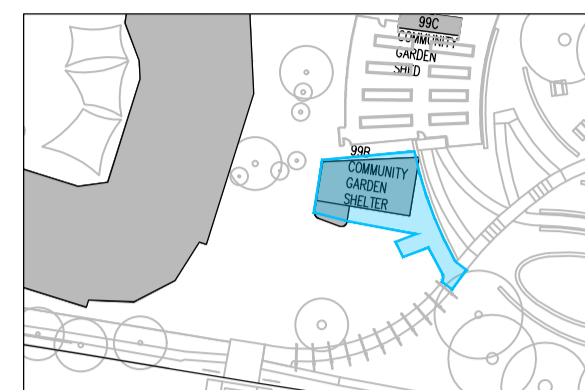 99C
COMMUNITY
GARDEN
SHED
99B
COMMUNITY
GARDEN
SHELTER